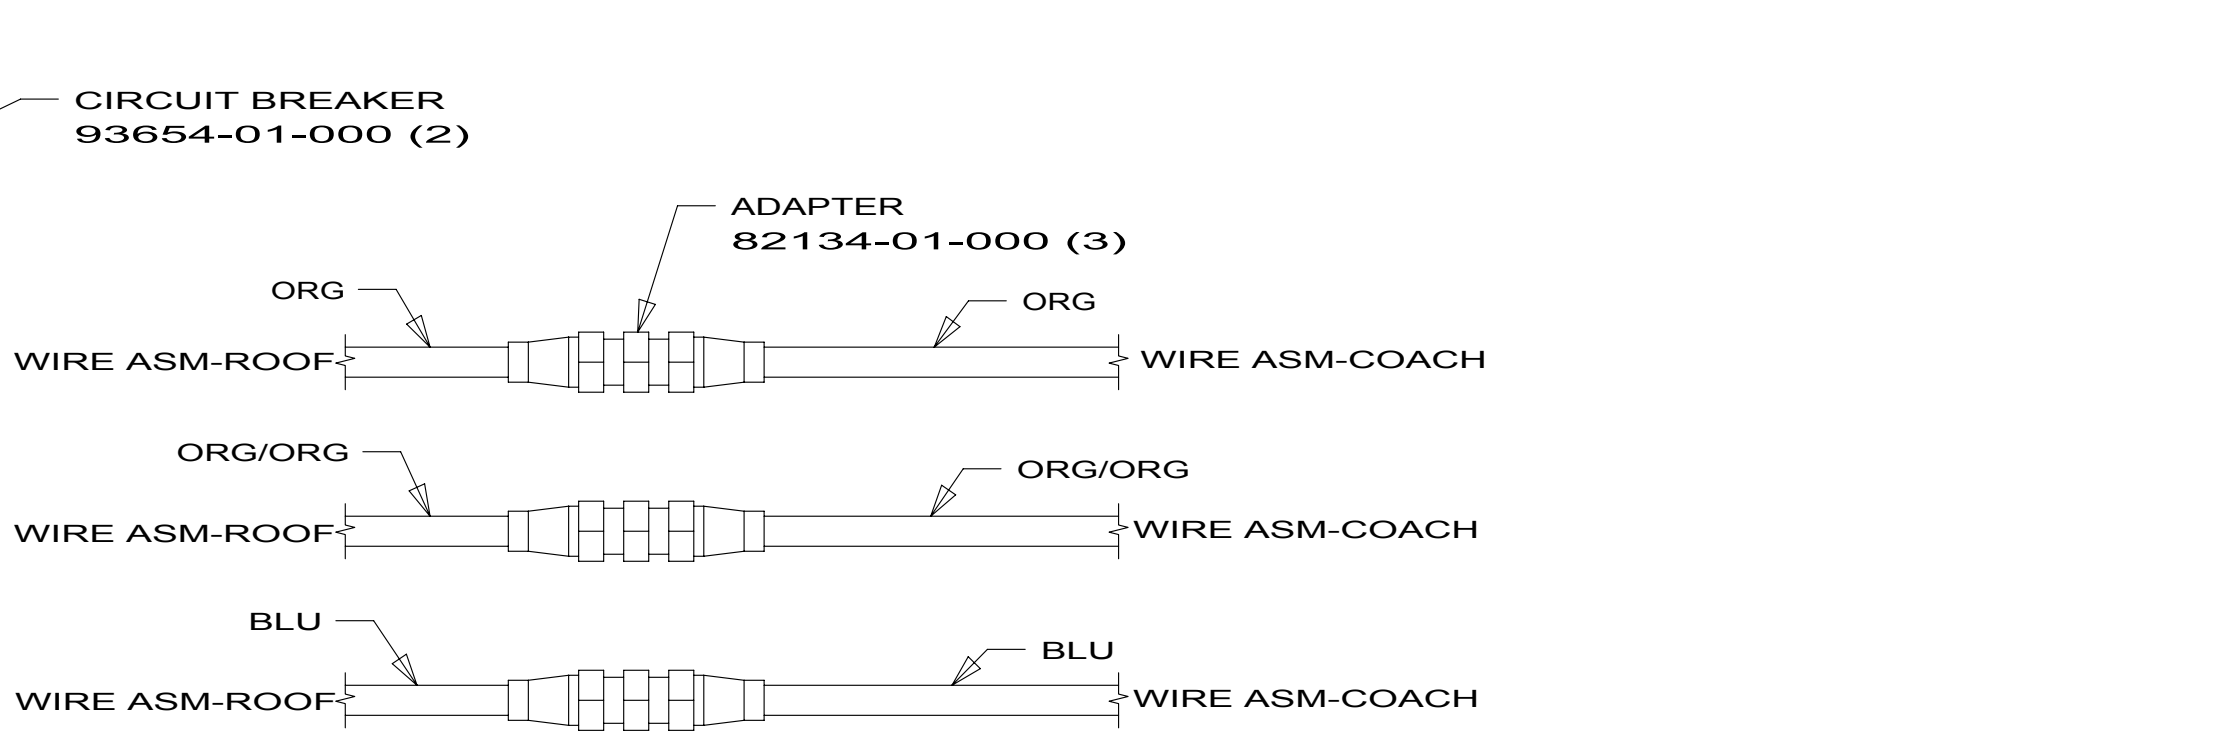 CIRCUIT BREAKER
93654-01-000 (2)
ADAPTER
82134-01-000 (3)
ORG
ORG
WIRE ASM-ROOF
WIRE ASM-COACH
ORG/ORG
ORG/ORG
WIRE ASM-ROOF
WIRE ASM-COACH
BLU
BLU
WIRE ASM-ROOF
WIRE ASM-COACH